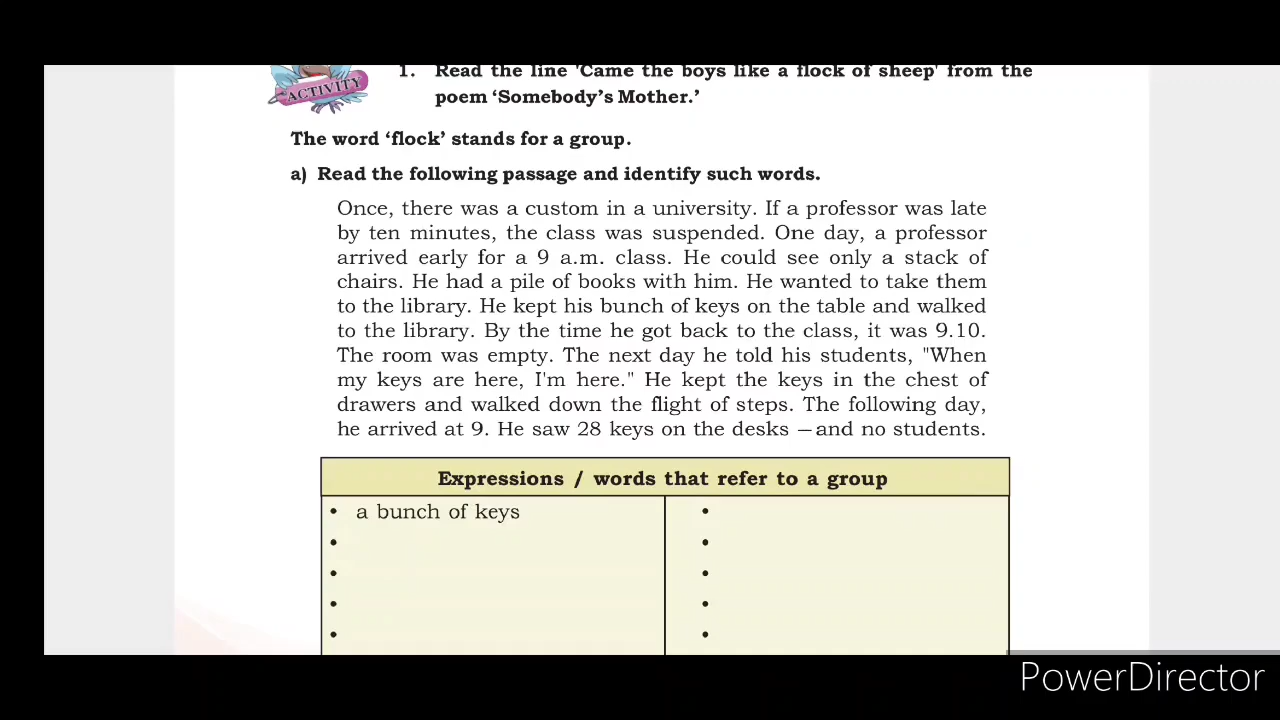 ACTIVITY
1. Read the line 'Came the boys like a flock of sheep' from the
poem ‘Somebody’s Mother.’
The word ‘flock’ stands for a group.
a) Read the following passage and identify such words.
Once, there was a custom in a university. If a professor was late
by ten minutes, the class was suspended. One day, a professor
arrived early for a 9 a.m. class. He could see only a stack of
chairs. He had a pile of books with him. He wanted to take them
to the library. He kept his bunch of keys on the table and walked
to the library. By the time he got back to the class, it was 9.10.
The room was empty. The next day he told his students, "When
my keys are here, I'm here." He kept the keys in the chest of
drawers and walked down the flight of steps. The following day,
he arrived at 9. He saw 28 keys on the desks —and no students.
Expressions / words that refer to a group
• a bunch of keys •
• •
• •
• •
• •
PowerDirector